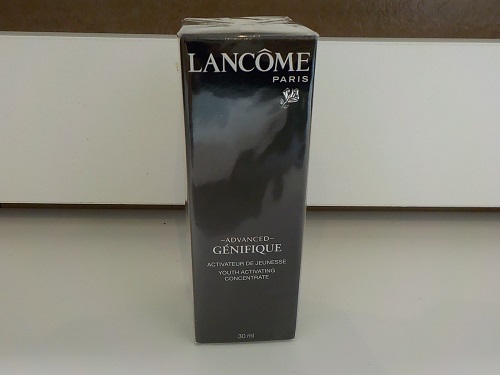 LANCÔME
PARIS
-ADVANCED-
GÉNIFIQUE
ACTIVATEUR DE JEUNESSE
YOUTH ACTIVATING
CONCENTRATE
30 ml